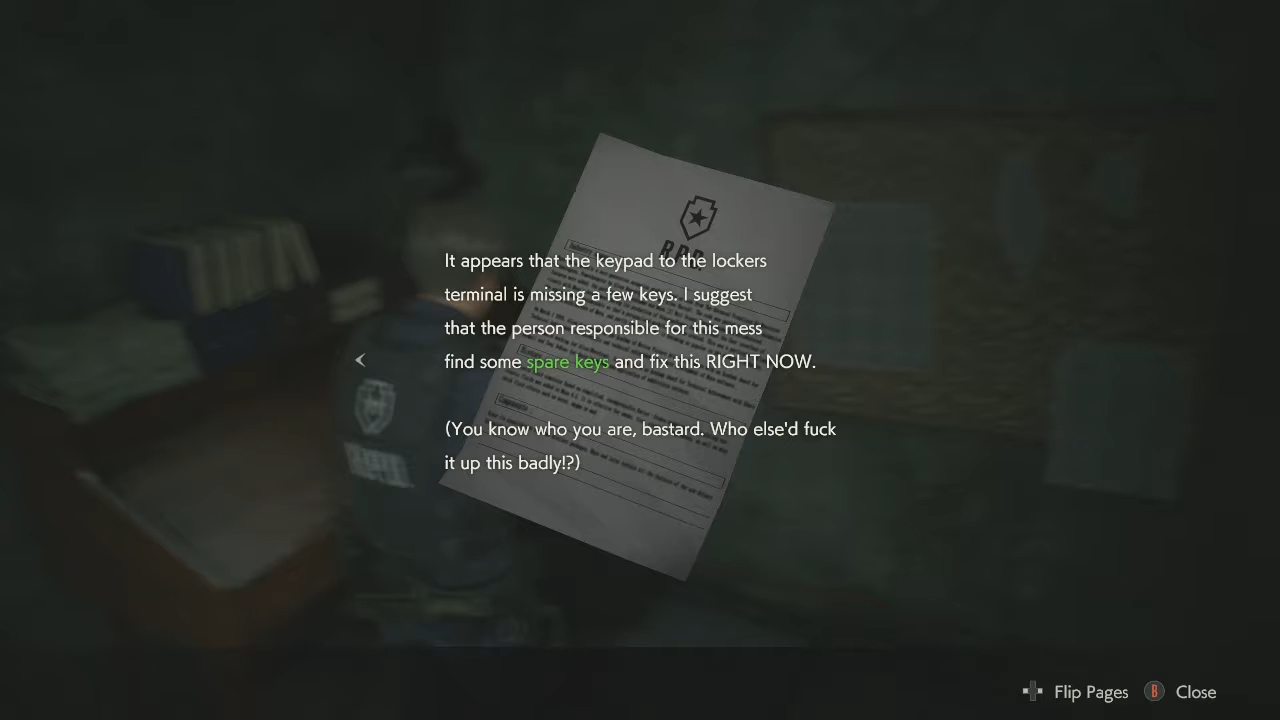 R.P.D.
It appears that the keypad to the lockers
terminal is missing a few keys. I suggest
that the person responsible for this mess
find some spare keys and fix this RIGHT NOW.
(You know who you are, bastard. Who else'd fuck
it up this badly!?)
Flip Pages B Close